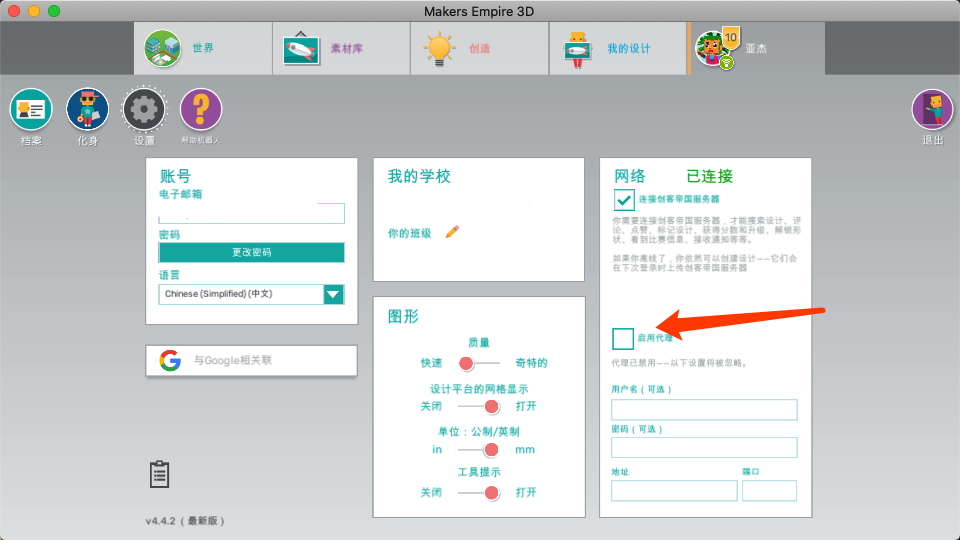 Makers Empire 3D
世界
素材库
创造
我的设计
10
亚杰
档案
化身
设置
帮助机器人
退出
账号
电子邮箱
密码
更改密码
语言
Chinese (Simplified) (中文)
与Google相关联
v4.4.2 ( 最新版 )
我的学校
你的班级
图形
质量
快速
奇特的
设计平台的网格显示
关闭
打开
单位：公制/英制
in
mm
工具提示
关闭
打开
网络
已连接
连接创客帝国服务器
你需要连接创客帝国服务器，才能搜索设计、评
论、点赞、标记设计、获得分数和升级、解锁形
状、看到比赛信息、接收通知等等。
如果你离线了，你依然可以创建设计——它们会
在下次登录时上传创客帝国服务器
启用代理
代理已禁用——以下设置将被忽略。
用户名 ( 可选 )
密码 ( 可选 )
地址
端口